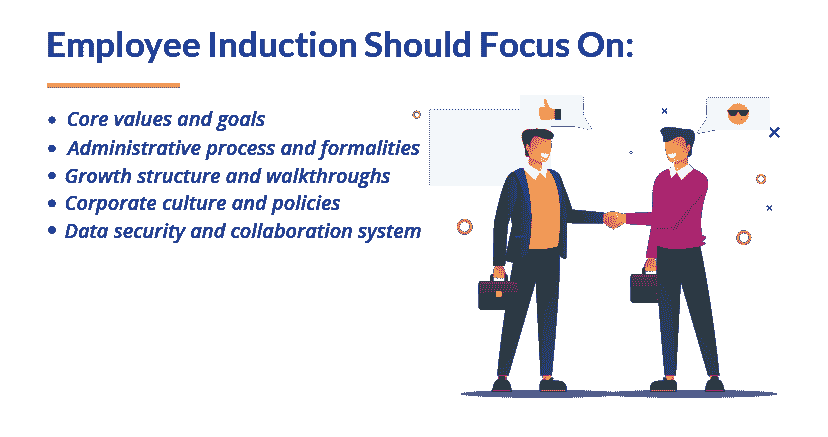 Employee Induction Should Focus On:
• Core values and goals
• Administrative process and formalities
• Growth structure and walkthroughs
• Corporate culture and policies
• Data security and collaboration system